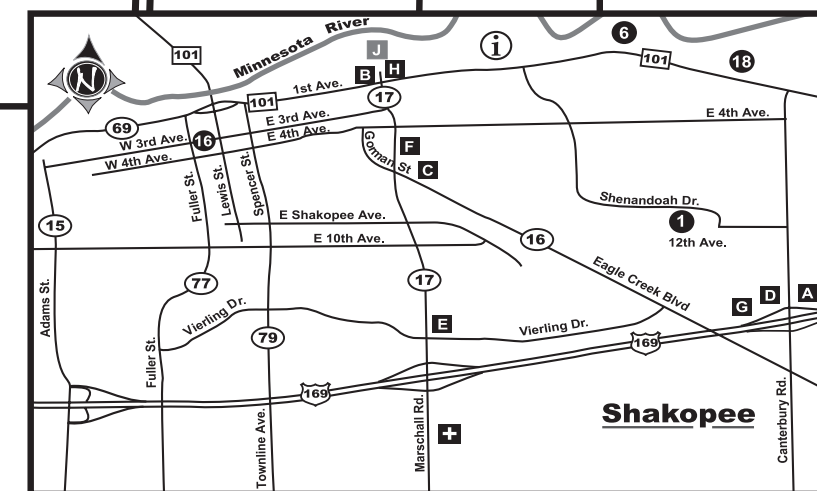 Minnesota River
6
i
101
J
101
18
N
B
H
1st Ave.
17
101
E 4th Ave.
69
E 3rd Ave.
W 3rd Ave.
16
E 4th Ave.
F
W 4th Ave.
Gorman St
C
Fuller St.
Lewis St.
Spencer St.
Shenandoah Dr.
15
E Shakopee Ave.
1
E 10th Ave.
16
12th Ave.
77
17
Eagle Creek Blvd
Adams St.
Vierling Dr.
G
D
A
79
E
Vierling Dr.
169
Fuller St.
169
Shakopee
Townline Ave.
Marschall Rd.
+
Canterbury Rd.